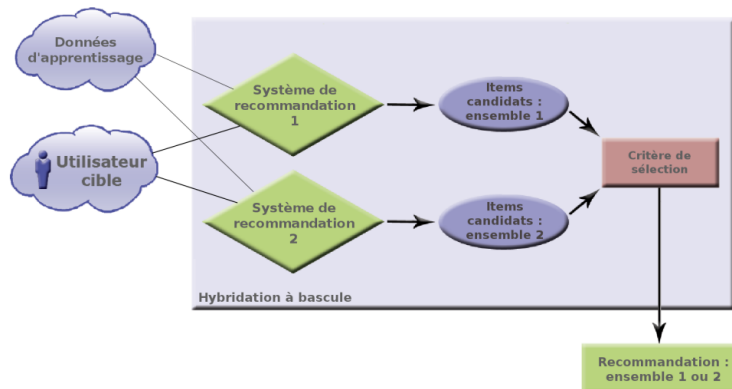 Données
d'apprentissage
Utilisateur
cible
Système de
recommandation
1
Items
candidats :
ensemble 1
Critère de
sélection
Système de
recommandation
2
Items
candidats :
ensemble 2
Hybridation à bascule
Recommandation :
ensemble 1 ou 2